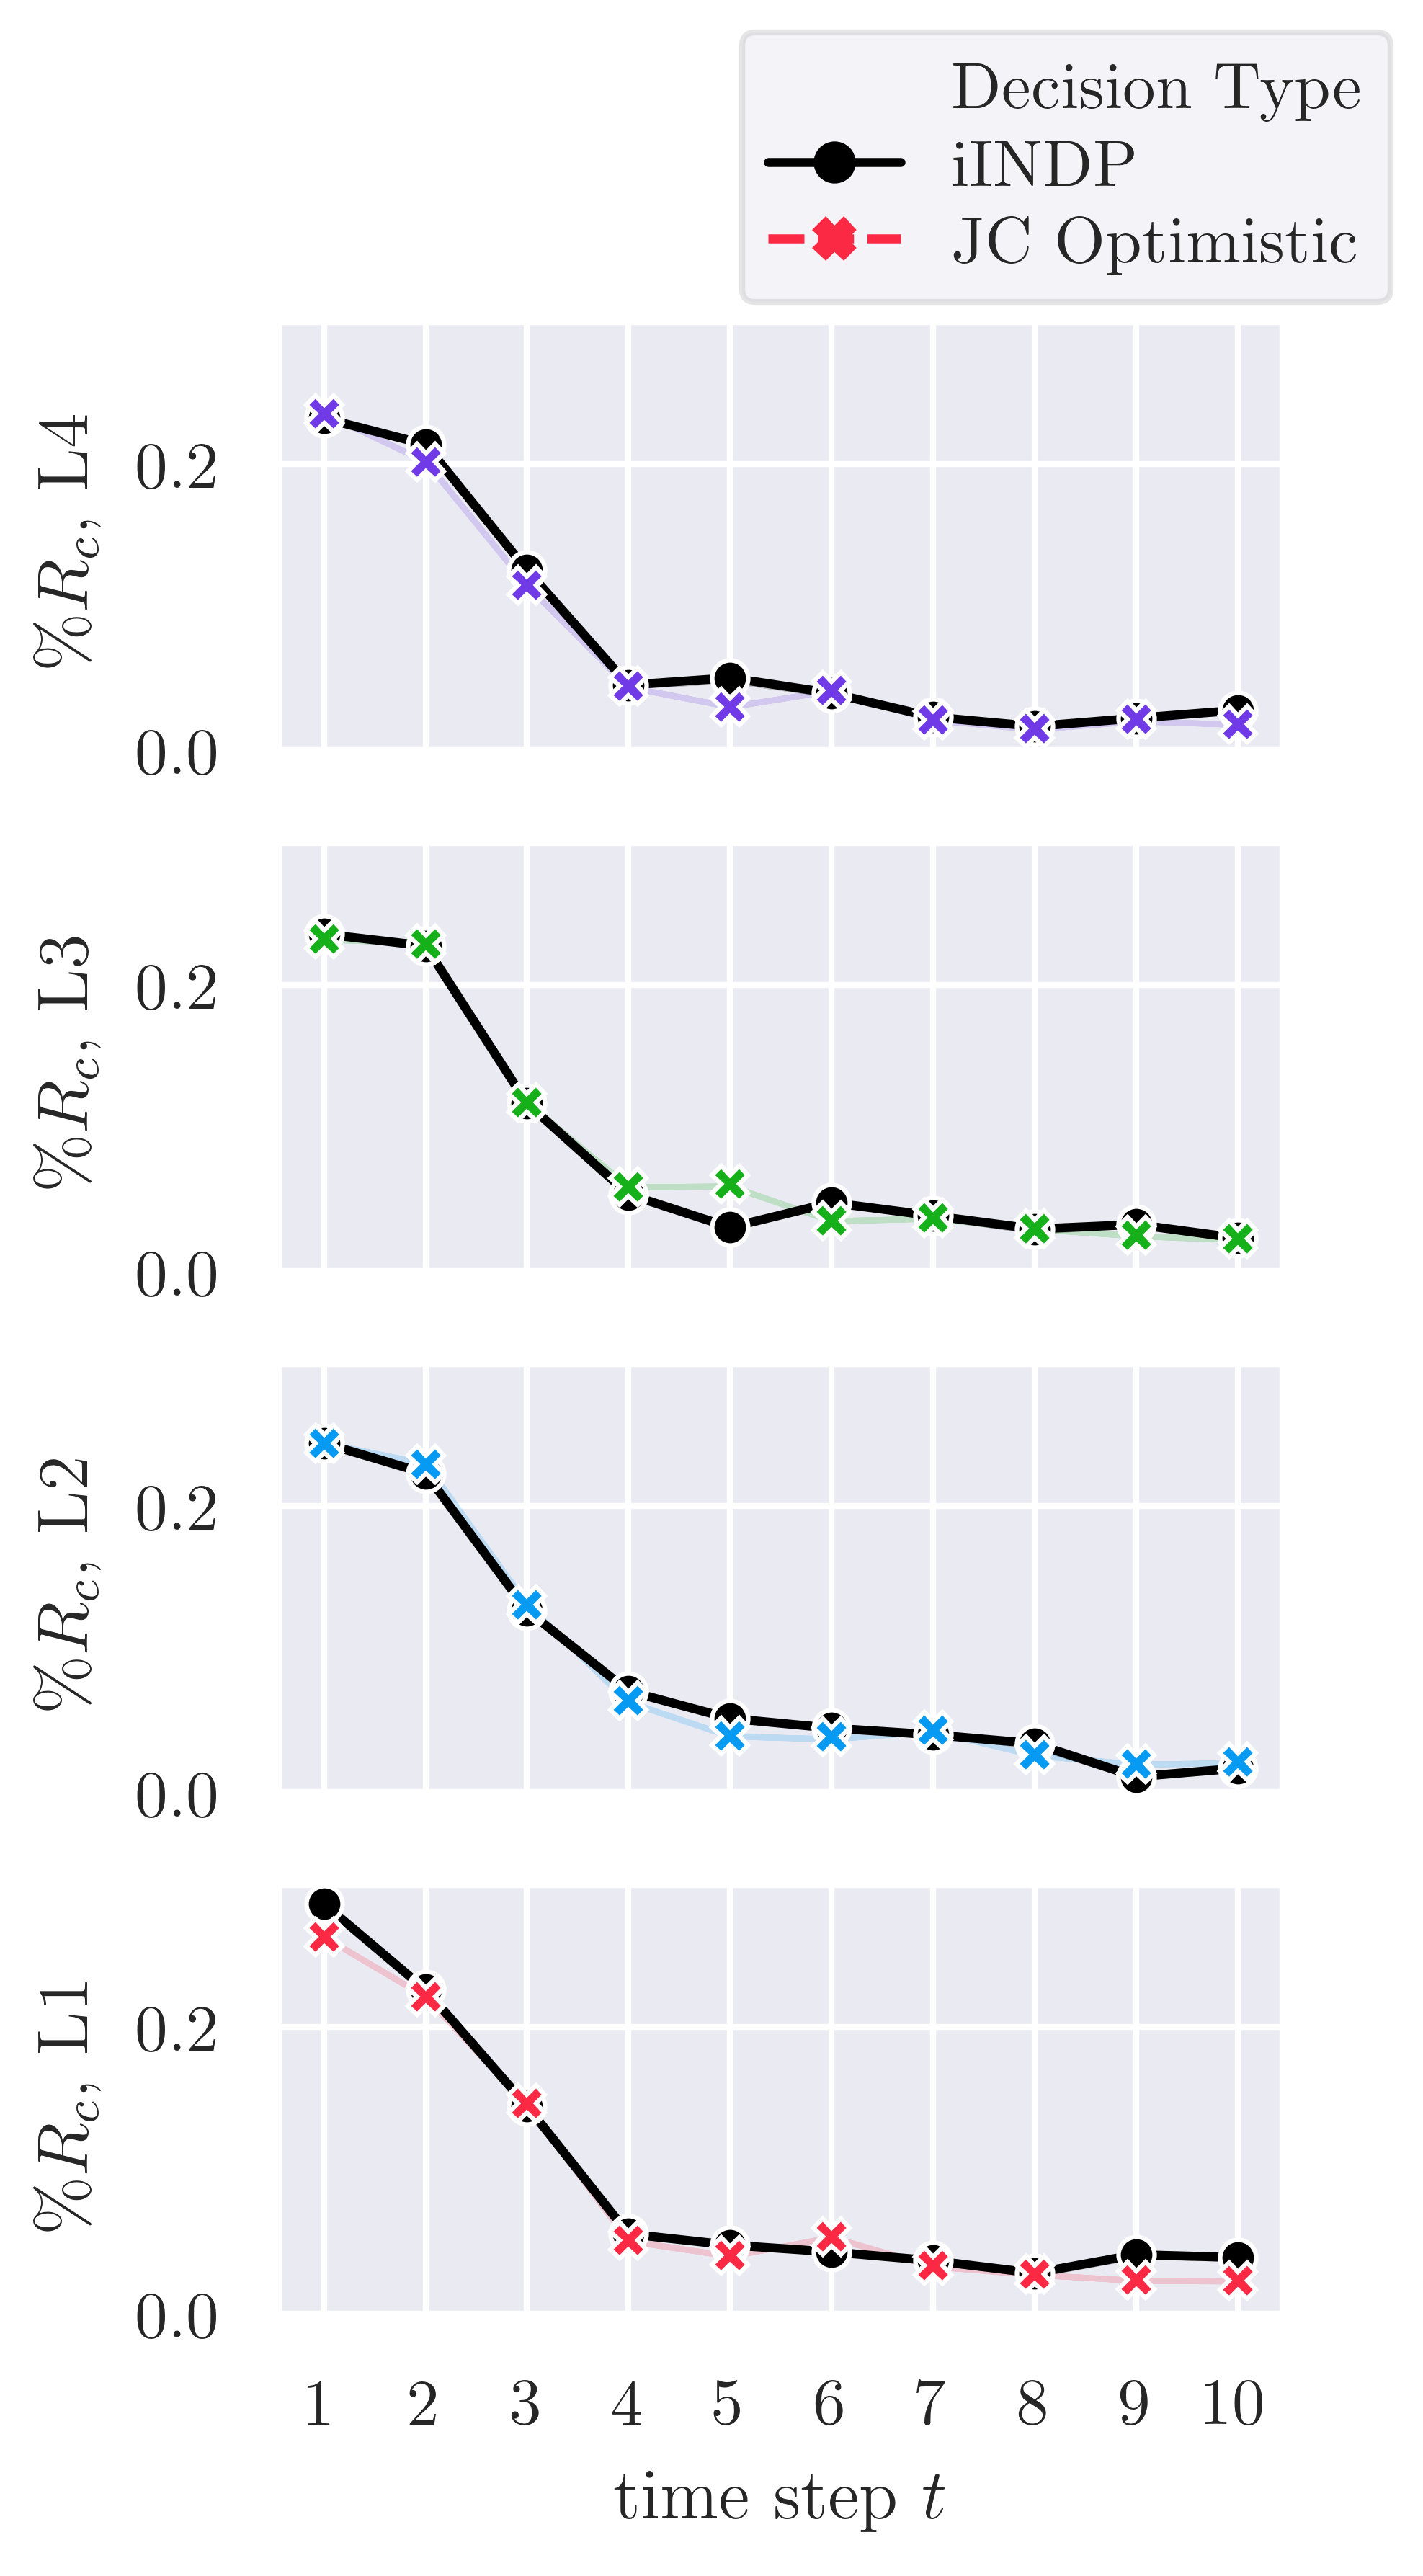 Decision Type
iINDP
JC Optimistic
%R_c, L4
0.2
0.0
%R_c, L3
0.2
0.0
%R_c, L2
0.2
0.0
%R_c, L1
0.2
0.0
1 2 3 4 5 6 7 8 9 10
time step t